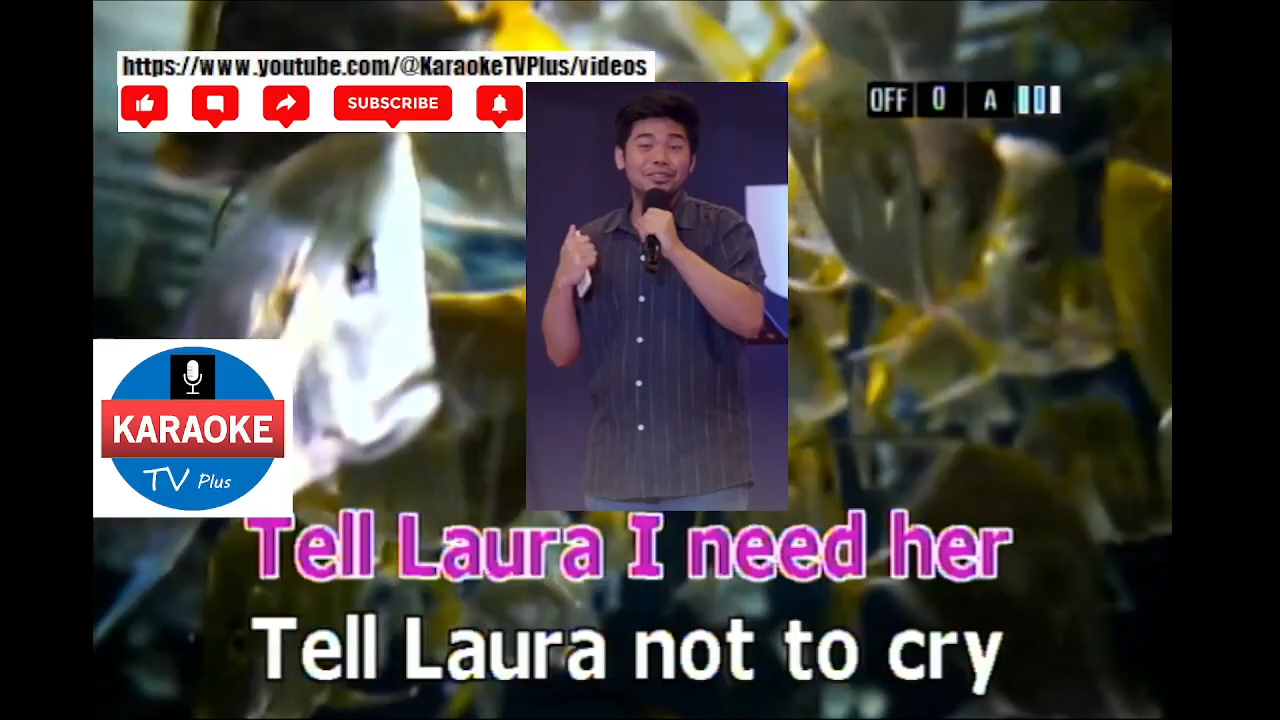 https://www.youtube.com/@KaraokeTVPlus/videos
SUBSCRIBE
OFF 0 A
KARAOKE
TV Plus
Tell Laura I need her
Tell Laura not to cry